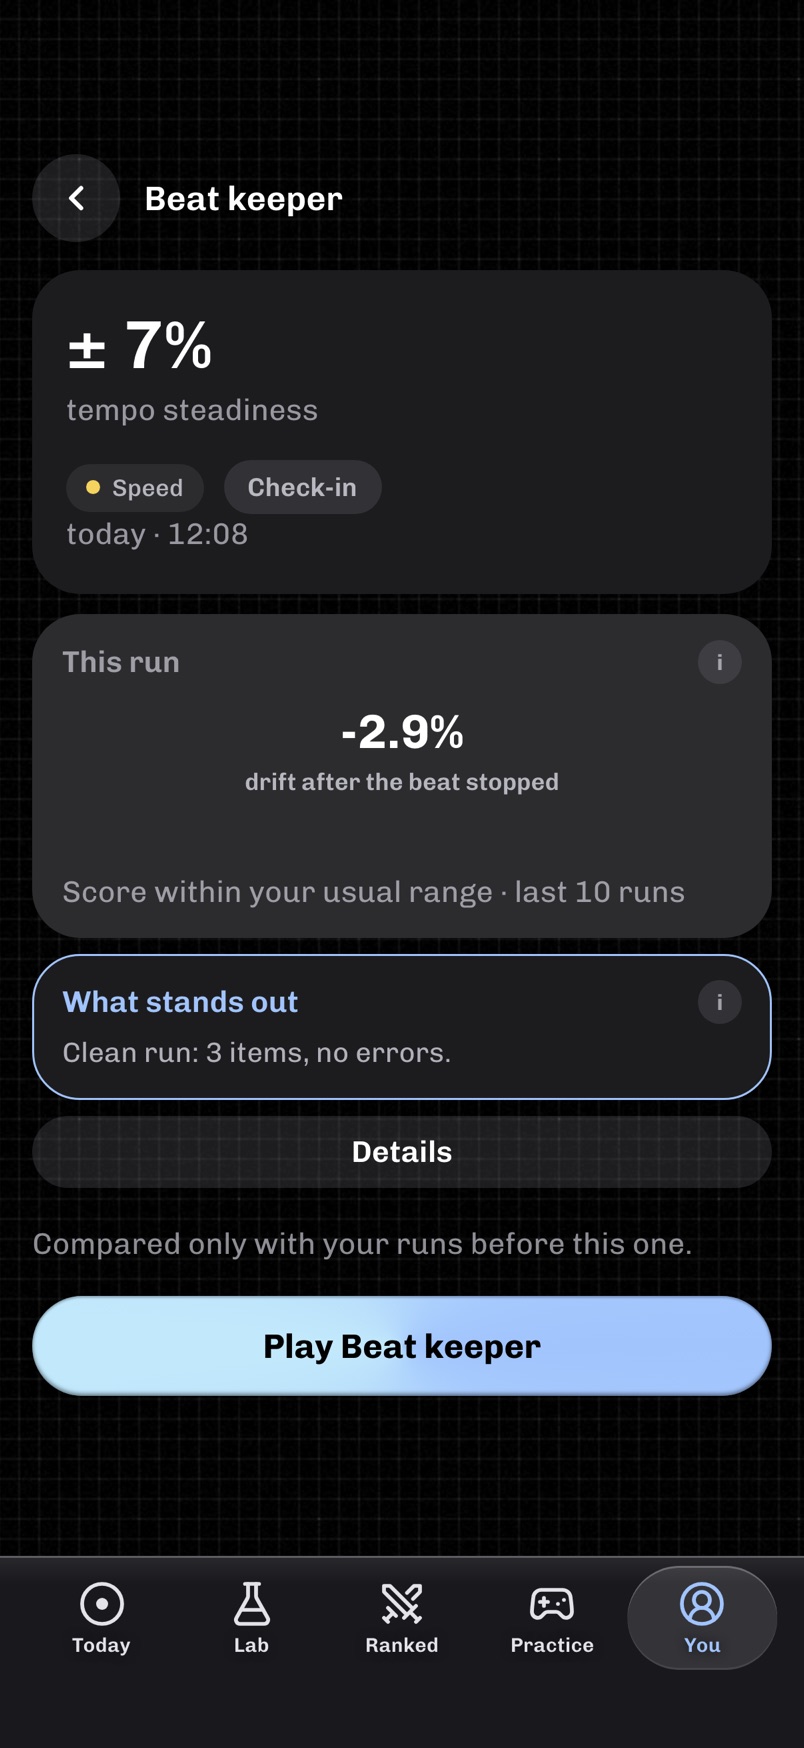 Beat keeper
± 7%
tempo steadiness
Speed
Check-in
today · 12:08
This run
i
-2.9%
drift after the beat stopped
Score within your usual range · last 10 runs
What stands out
i
Clean run: 3 items, no errors.
Details
Compared only with your runs before this one.
Play Beat keeper
Today
Lab
Ranked
Practice
You